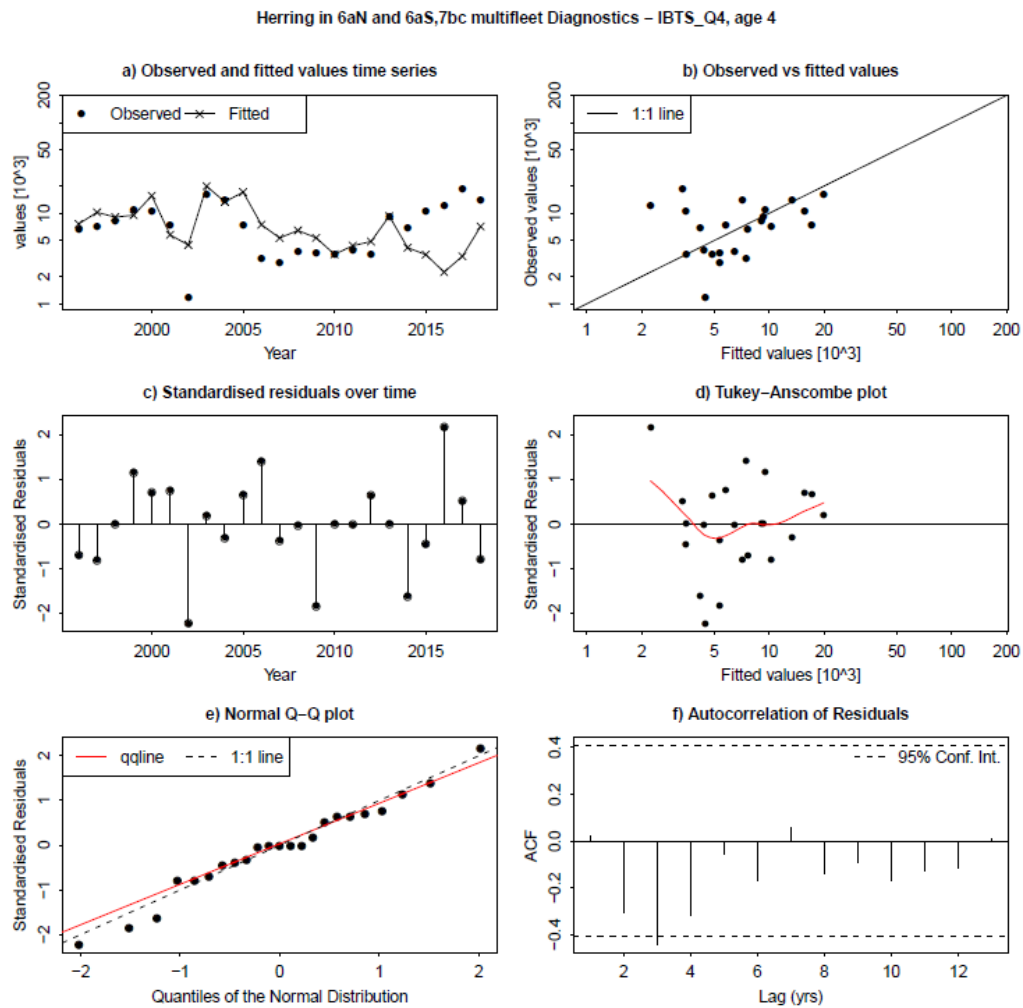 Herring in 6aN and 6aS,7bc multifleet Diagnostics − IBTS_Q4, age 4
a) Observed and fitted values time series
values [10^3]
200
50
20
10
5
2
1
Observed
Fitted
2000 2005 2010 2015
Year
b) Observed vs fitted values
Observed values [10^3]
200
50
20
10
5
2
1
1:1 line
1 2 5 10 20 50 100 200
Fitted values [10^3]
c) Standardised residuals over time
Standardised Residuals
2
1
0
−1
−2
2000 2005 2010 2015
Year
d) Tukey−Anscombe plot
Standardised Residuals
2
1
0
−1
−2
1 2 5 10 20 50 100 200
Fitted values [10^3]
e) Normal Q−Q plot
Standardised Residuals
2
1
0
−1
−2
qqline
1:1 line
−2 −1 0 1 2
Quantiles of the Normal Distribution
f) Autocorrelation of Residuals
ACF
0.4
0.0
−0.2
−0.4
95% Conf. Int.
2 4 6 8 10 12
Lag (yrs)